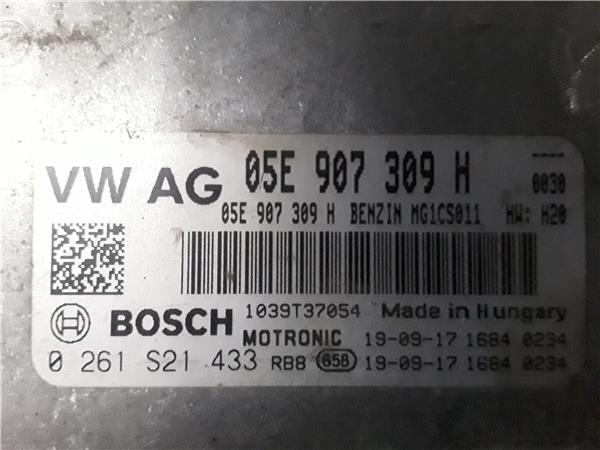 VW AG 05E 907 309 H ----
0030
05E 907 309 H BENZIN MG1CS011 HW: H20
BOSCH 1039T37054 Made in Hungary
MOTRONIC 19-09-17 1684 0234
0 261 S21 433 RB8 658 19-09-17 1684 0234